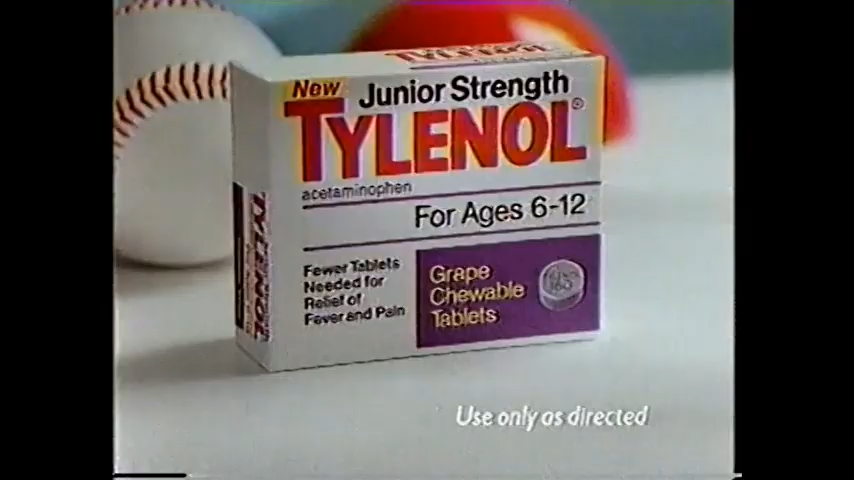 New
Junior Strength
TYLENOL®
acetaminophen
For Ages 6-12
Fewer Tablets
Needed for
Relief of
Fever and Pain
Grape
Chewable
Tablets
TYLENOL
160
TYLENOL
Use only as directed